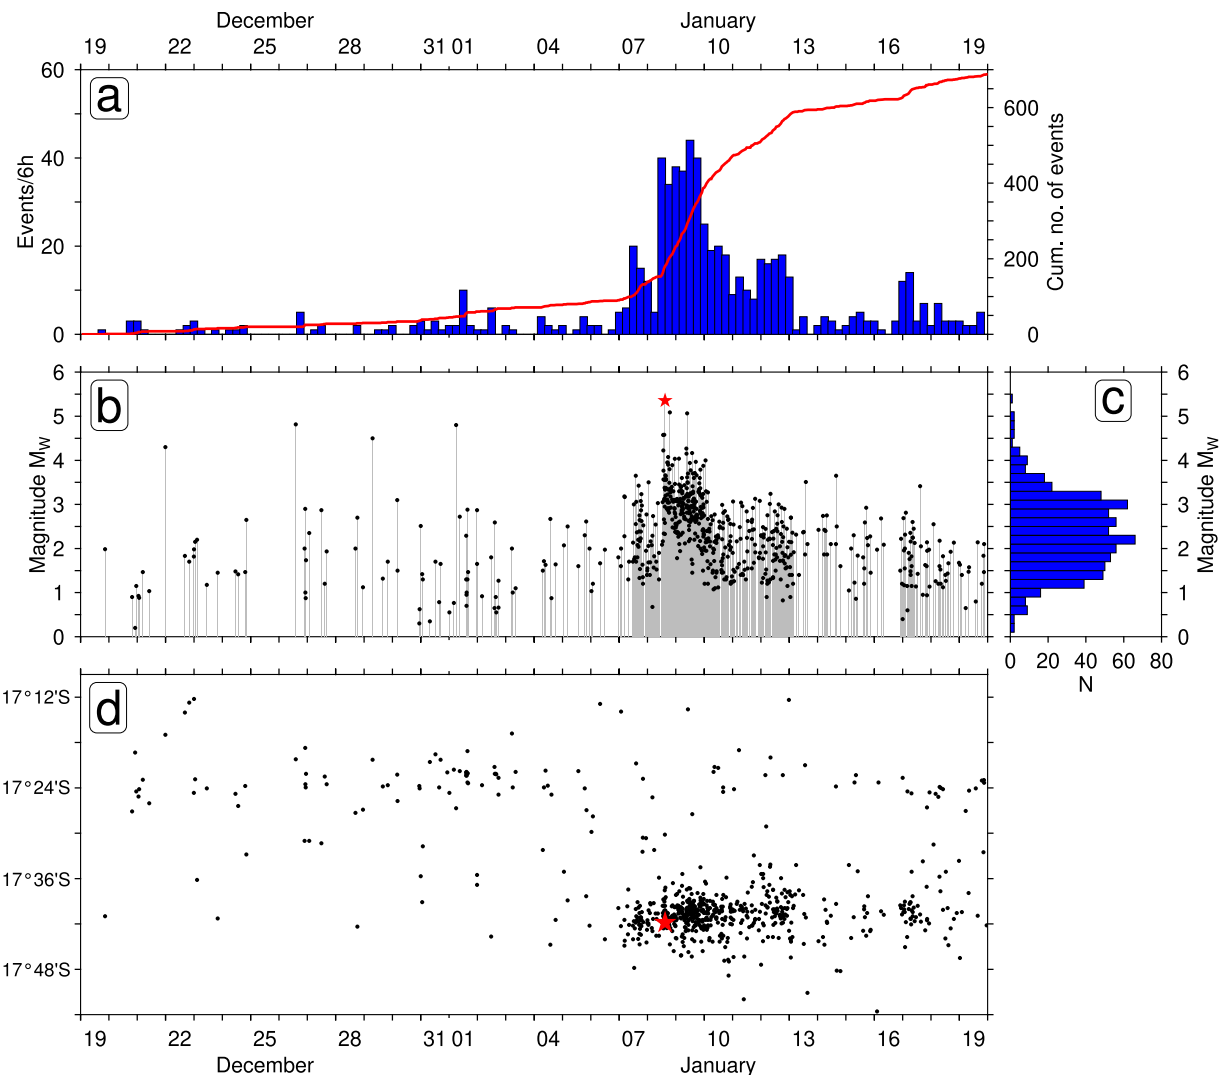 December January
19 22 25 28 31 01 04 07 10 13 16 19
a
60
40
20
0
Events/6h
600
400
200
0
Cum. no. of events
b
6
5
4
3
2
1
0
Magnitude MW
c
6
5
4
3
2
1
0
Magnitude MW
0 20 40 60 80
N
d
17°12'S
17°24'S
17°36'S
17°48'S
19 22 25 28 31 01 04 07 10 13 16 19
December January